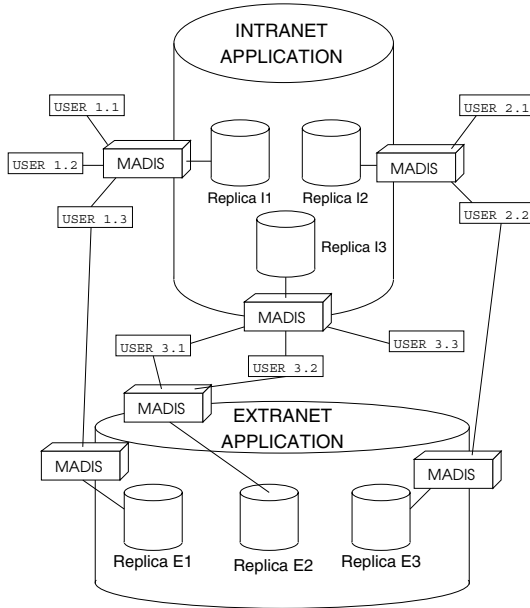 INTRANET
APPLICATION
USER 1.1
USER 2.1
USER 1.2
MADIS
MADIS
Replica I1
Replica I2
USER 1.3
USER 2.2
Replica I3
MADIS
USER 3.1
USER 3.3
USER 3.2
MADIS
EXTRANET
APPLICATION
MADIS
MADIS
Replica E1
Replica E2
Replica E3